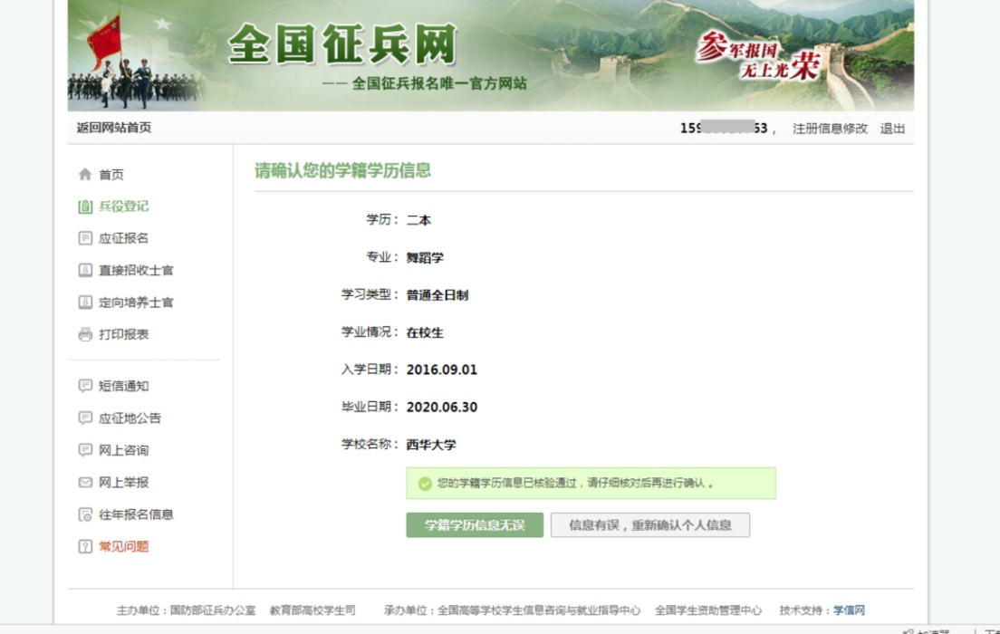 全国征兵网
—— 全国征兵报名唯一官方网站
参军报国
无上光荣
返回网站首页
159 63， 注册信息修改 退出
首页
兵役登记
应征报名
直接招收士官
定向培养士官
打印报表
短信通知
应征地公告
网上咨询
网上举报
往年报名信息
常见问题
请确认您的学籍学历信息
学历： 二本
专业： 舞蹈学
学习类型： 普通全日制
学业情况： 在校生
入学日期： 2016.09.01
毕业日期： 2020.06.30
学校名称： 西华大学
您的学籍学历信息已核验通过，请仔细核对后再进行确认。
学籍学历信息无误 信息有误，重新确认个人信息
主办单位：国防部征兵办公室 教育部高校学生司 承办单位：全国高等学校学生信息咨询与就业指导中心 全国学生资助管理中心 技术支持：学信网